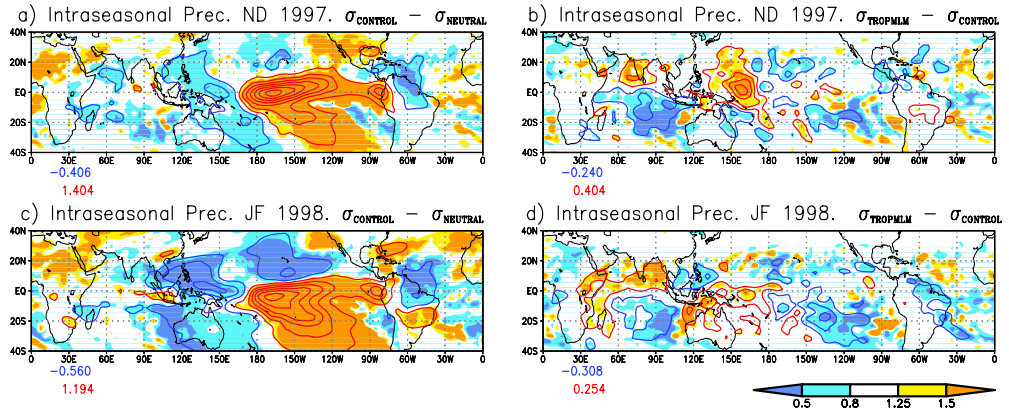 a) Intraseasonal Prec. ND 1997. σCONTROL − σNEUTRAL
40N
20N
EQ
20S
40S
0 30E 60E 90E 120E 150E 180 150W 120W 90W 60W 30W 0
−0.406
1.404
b) Intraseasonal Prec. ND 1997. σTROPMLM − σCONTROL
40N
20N
EQ
20S
40S
0 30E 60E 90E 120E 150E 180 150W 120W 90W 60W 30W 0
−0.240
0.404
c) Intraseasonal Prec. JF 1998. σCONTROL − σNEUTRAL
40N
20N
EQ
20S
40S
0 30E 60E 90E 120E 150E 180 150W 120W 90W 60W 30W 0
−0.560
1.194
d) Intraseasonal Prec. JF 1998. σTROPMLM − σCONTROL
40N
20N
EQ
20S
40S
0 30E 60E 90E 120E 150E 180 150W 120W 90W 60W 30W 0
−0.308
0.254
0.5 0.8 1.25 1.5